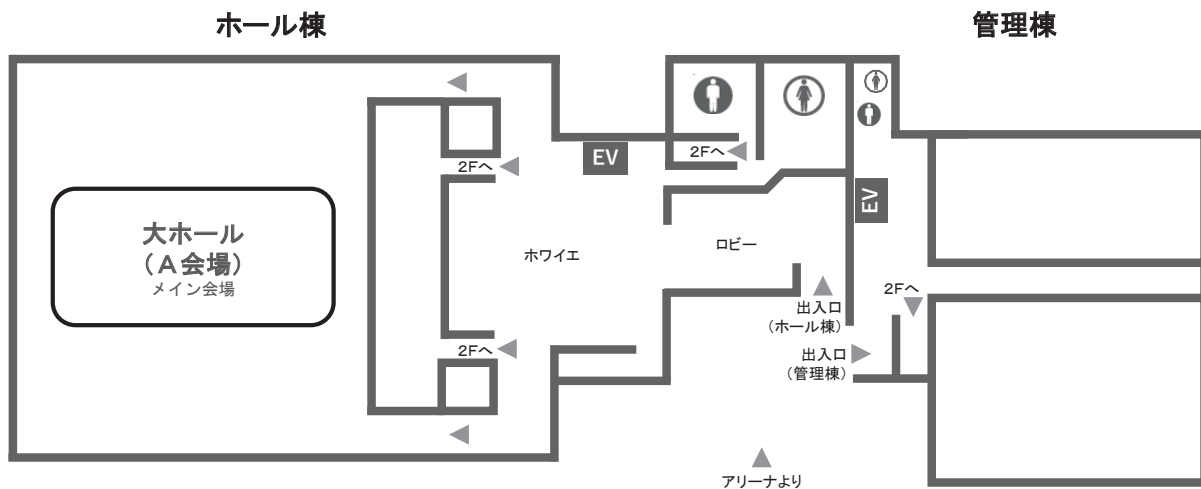 ホール棟
管理棟
EV
2Fへ
2Fへ
EV
大ホール
（A会場）
メイン会場
ホワイエ
ロビー
2Fへ
出入口
（ホール棟）
2Fへ
出入口
（管理棟）
アリーナより